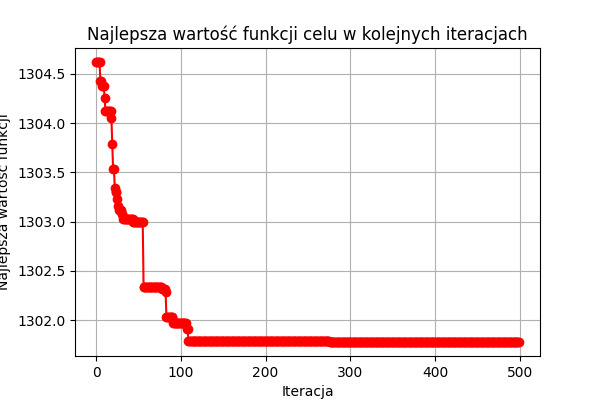 Najlepsza wartość funkcji celu w kolejnych iteracjach
Najlepsza wartość funkcji
1304.5
1304.0
1303.5
1303.0
1302.5
1302.0
0 100 200 300 400 500
Iteracja